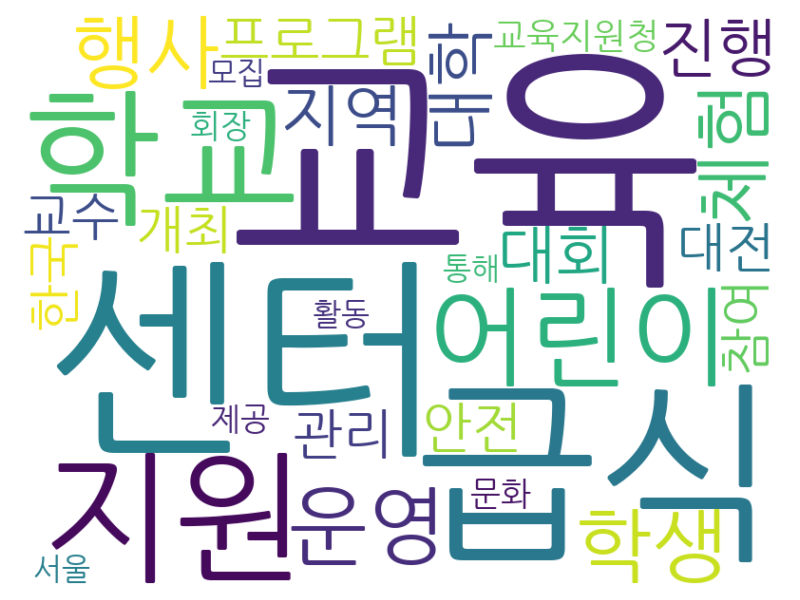 행사
프로그램
대학
교육지원청
진행
모집
교육
학교
회장
지역
체험
교수
개최
대회
대전
한국
통해
센터
활동
어린이
참여
급식
제공
관리
안전
지원
운영
문화
학생
서울